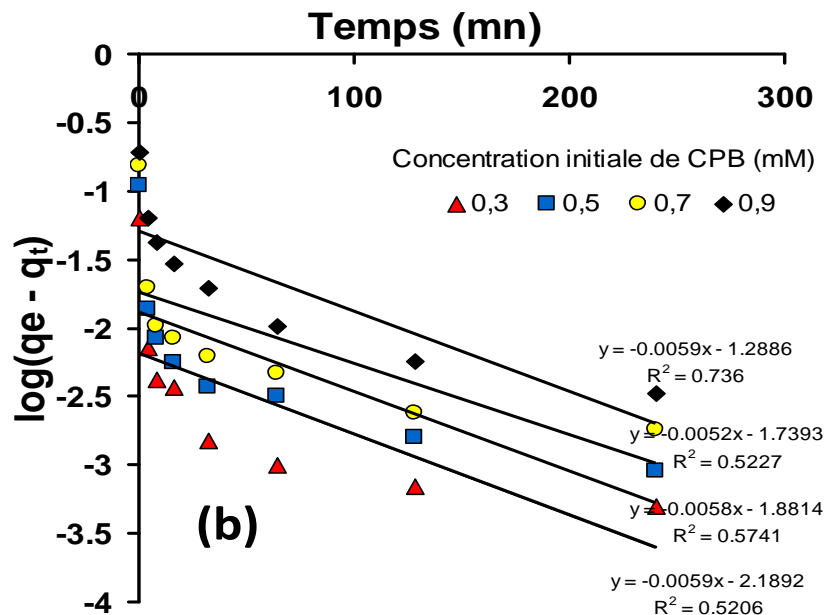 Temps (mn)
0
0 100 200 300
-0.5
Concentration initiale de CPB (mM)
0,3 0,5 0,7 0,9
-1
-1.5
log(qe - qt)
-2
y = -0.0059x - 1.2886
R² = 0.736
-2.5
y = -0.0052x - 1.7393
R² = 0.5227
-3
y = -0.0058x - 1.8814
R² = 0.5741
(b)
-3.5
y = -0.0059x - 2.1892
R² = 0.5206
-4